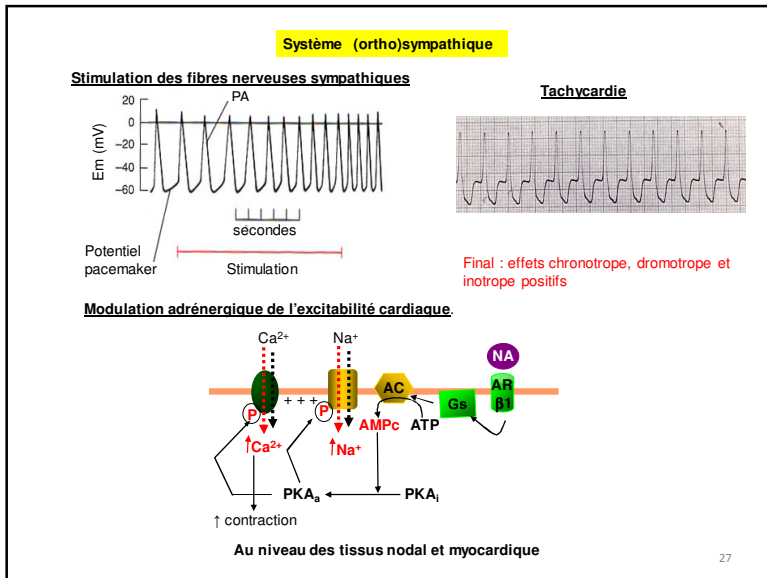 Système (ortho)sympathique
Stimulation des fibres nerveuses sympathiques
PA
20
0
-20
-40
-60
Em (mV)
secondes
Potentiel
pacemaker
Stimulation
Tachycardie
Final : effets chronotrope, dromotrope et
inotrope positifs
Modulation adrénergique de l'excitabilité cardiaque.
Ca²⁺
Na⁺
NA
AC
AR
β1
Gs
+ + +
P
P
AMPc
ATP
↑Ca²⁺
↑Na⁺
PKAₐ
PKAᵢ
↑ contraction
Au niveau des tissus nodal et myocardique
27